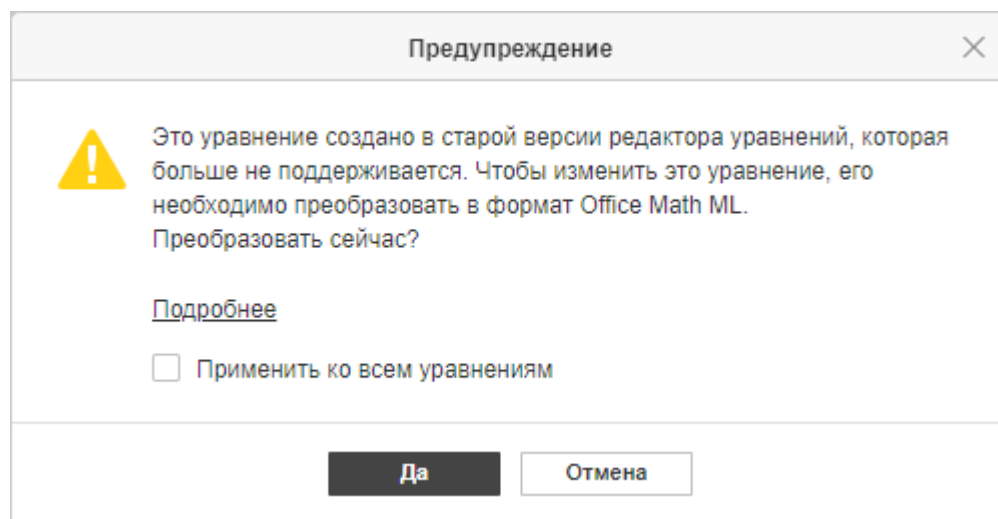 Предупреждение
Это уравнение создано в старой версии редактора уравнений, которая
больше не поддерживается. Чтобы изменить это уравнение, его
необходимо преобразовать в формат Office Math ML.
Преобразовать сейчас?
Подробнее
Применить ко всем уравнениям
Да
Отмена